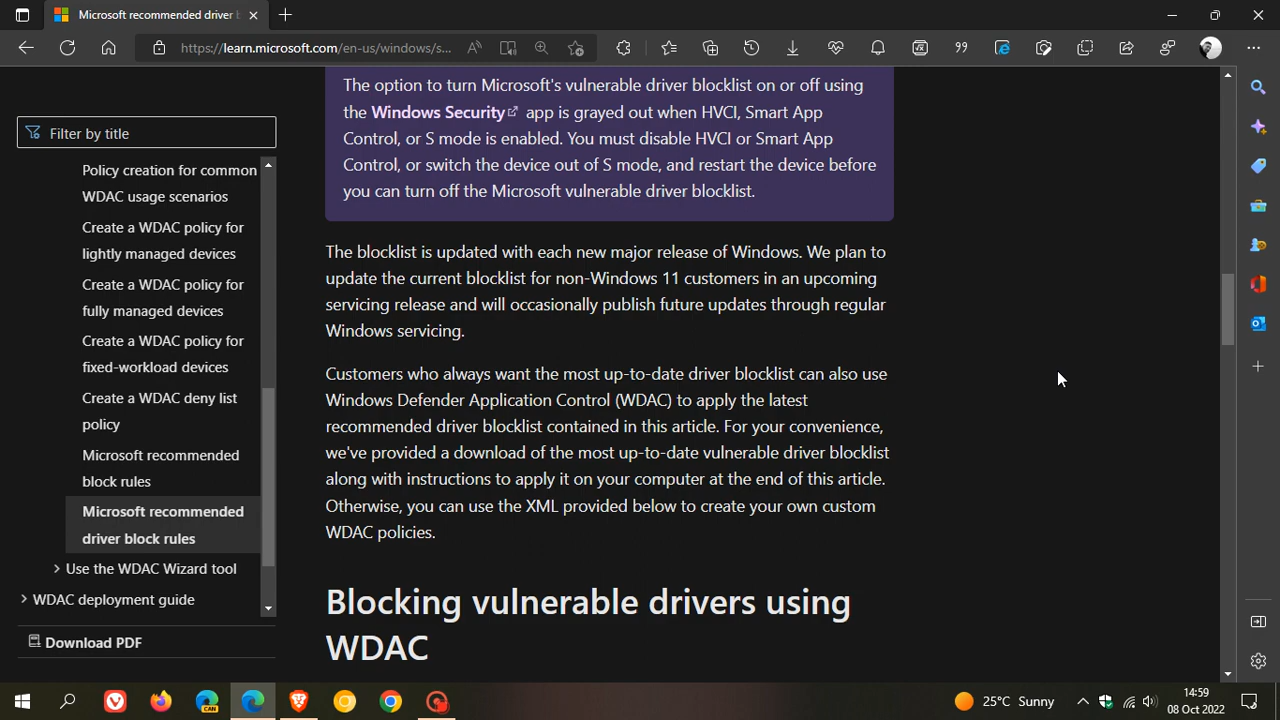 Microsoft recommended driver b
https://learn.microsoft.com/en-us/windows/s...
Filter by title
Policy creation for common
WDAC usage scenarios
Create a WDAC policy for
lightly managed devices
Create a WDAC policy for
fully managed devices
Create a WDAC policy for
fixed-workload devices
Create a WDAC deny list
policy
Microsoft recommended
block rules
Microsoft recommended
driver block rules
Use the WDAC Wizard tool
WDAC deployment guide
Download PDF
The option to turn Microsoft's vulnerable driver blocklist on or off using
the Windows Security app is grayed out when HVCI, Smart App
Control, or S mode is enabled. You must disable HVCI or Smart App
Control, or switch the device out of S mode, and restart the device before
you can turn off the Microsoft vulnerable driver blocklist.
The blocklist is updated with each new major release of Windows. We plan to
update the current blocklist for non-Windows 11 customers in an upcoming
servicing release and will occasionally publish future updates through regular
Windows servicing.
Customers who always want the most up-to-date driver blocklist can also use
Windows Defender Application Control (WDAC) to apply the latest
recommended driver blocklist contained in this article. For your convenience,
we've provided a download of the most up-to-date vulnerable driver blocklist
along with instructions to apply it on your computer at the end of this article.
Otherwise, you can use the XML provided below to create your own custom
WDAC policies.
Blocking vulnerable drivers using
WDAC
CAN
25°C Sunny
14:59
08 Oct 2022